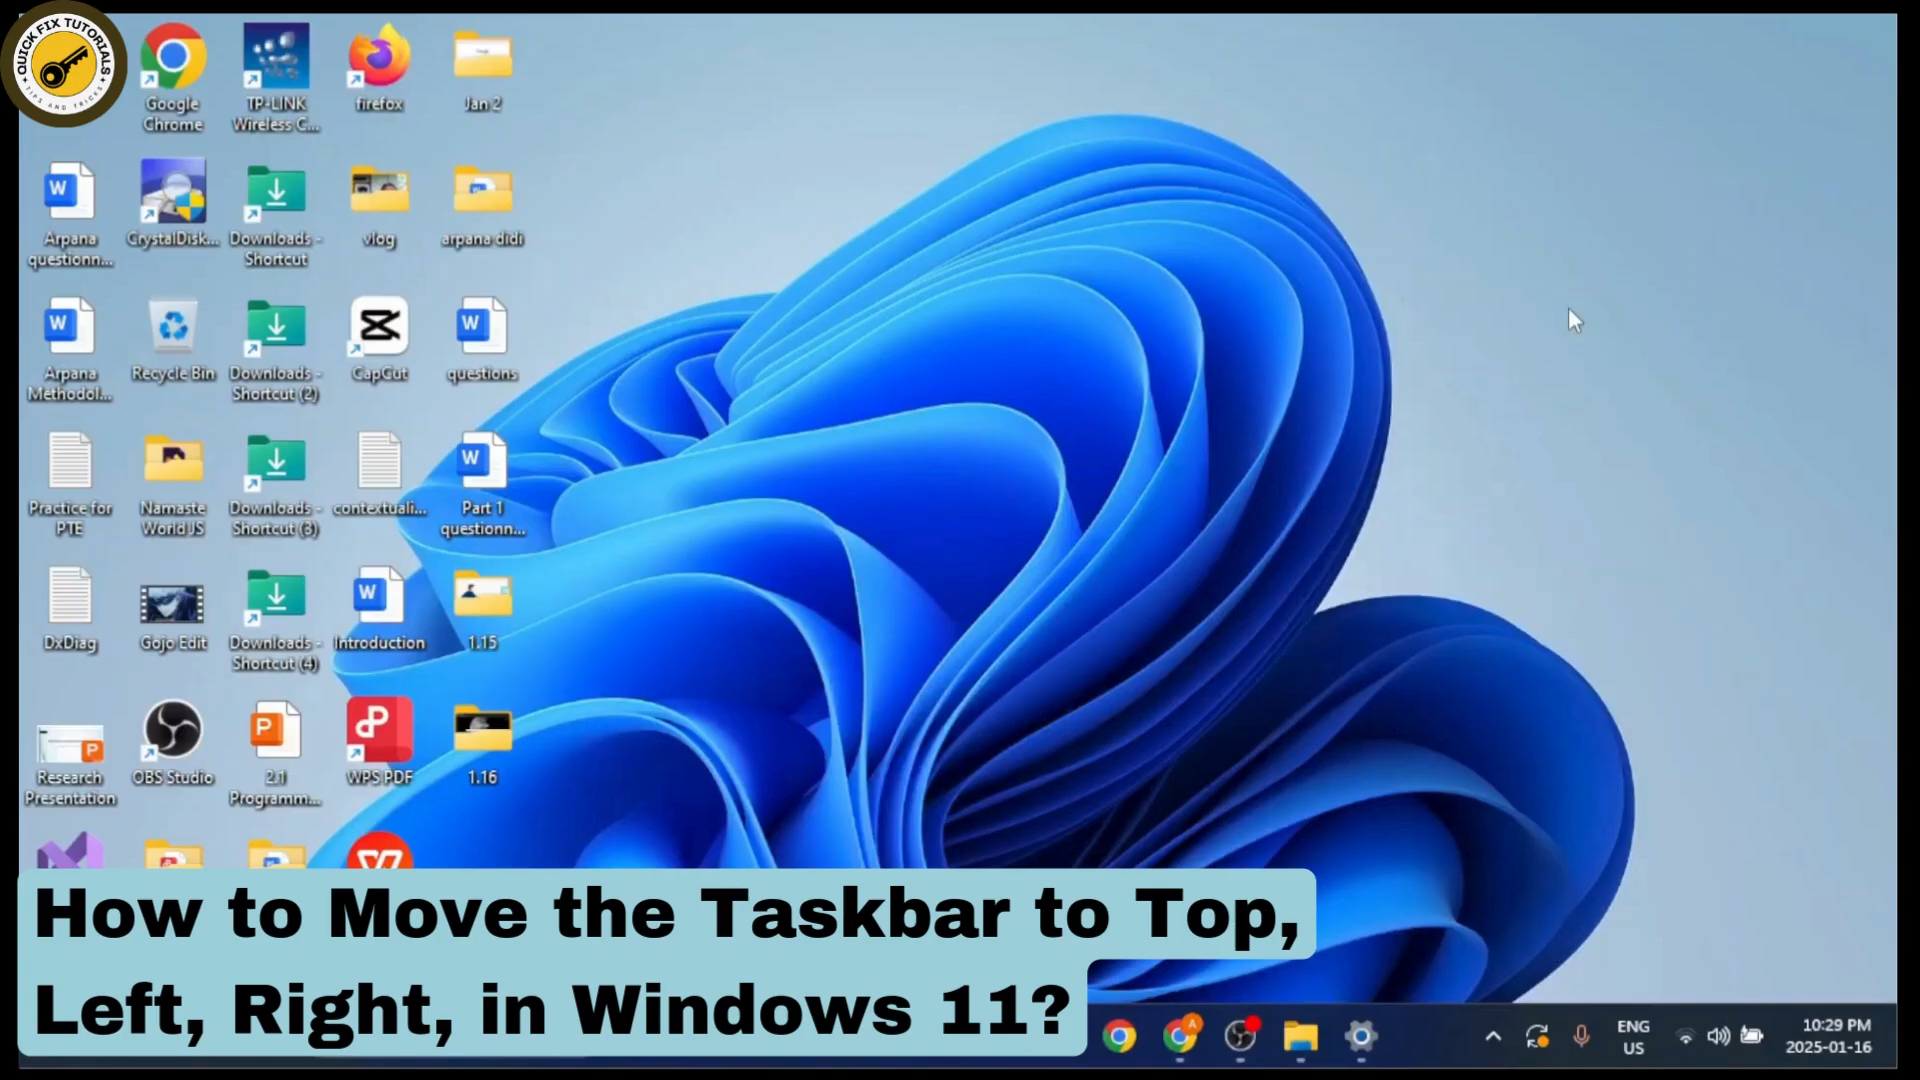 QUICK FIX TUTORIALS
TIPS AND TRICKS
Google
Chrome
TP-LINK
Wireless C...
firefox
Jan 2
Arpana
questionn...
CrystalDisk...
Downloads -
Shortcut
vlog
arpana didi
Arpana
Methodol...
Recycle Bin
Downloads -
Shortcut (2)
CapCut
questions
Practice for
PTE
Namaste
World JS
Downloads -
Shortcut (3)
contextuali...
Part 1
questionn...
DxDiag
Gojo Edit
Downloads -
Shortcut (4)
Introduction
1.15
Research
Presentation
OBS Studio
2.1
Programm...
WPS PDF
1.16
How to Move the Taskbar to Top,
Left, Right, in Windows 11?
ENG
US
10:29 PM
2025-01-16